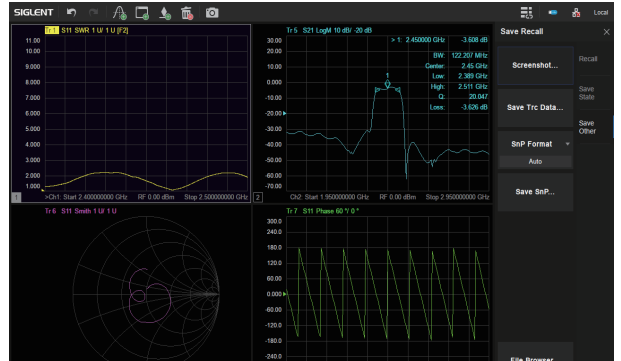 SIGLENT
Local
Tr 1 S11 SWR 1 U/ 1 U [F2]
11.00
10.00
9.000
8.000
7.000
6.000
5.000
4.000
3.000
2.000
1.000
1
>Ch1: Start 2.400000000 GHz RF 0.00 dBm Stop 2.500000000 GHz
Tr 5 S21 LogM 10 dB/ -20 dB
> 1: 2.450000 GHz -3.608 dB
BW: 122.207 MHz
Center: 2.45 GHz
Low: 2.389 GHz
High: 2.511 GHz
Q: 20.047
Loss: -3.626 dB
1
30.00
20.00
10.00
0.000
-10.00
-20.00
-30.00
-40.00
-50.00
-60.00
-70.00
2
Ch2: Start 1.950000000 GHz RF 0.00 dBm Stop 2.950000000 GHz
Tr 6 S11 Smith 1 U/ 1 U
Tr 7 S11 Phase 60 °/ 0 °
300.0
240.0
180.0
120.0
60.00
0.000
-60.00
-120.0
-180.0
-240.0
Save Recall
Screenshot...
Save Trc Data...
SnP Format
Auto
Save SnP...
File Browser...
Recall
Save
State
Save
Other